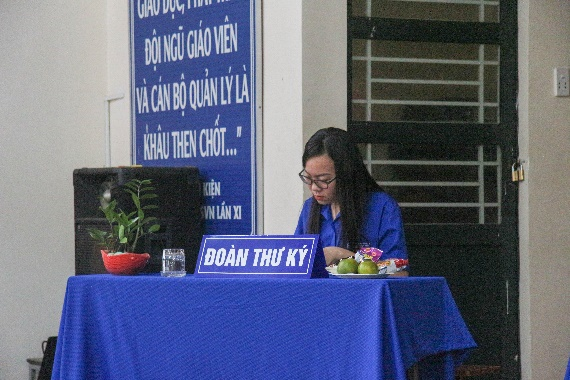 GIÁO DỤC, PHÁT
ĐỘI NGŨ GIÁO VIÊN
VÀ CÁN BỘ QUẢN LÝ LÀ
KHÂU THEN CHỐT..."
KIỆN
SVN LẦN XI
ĐOÀN THƯ KÝ